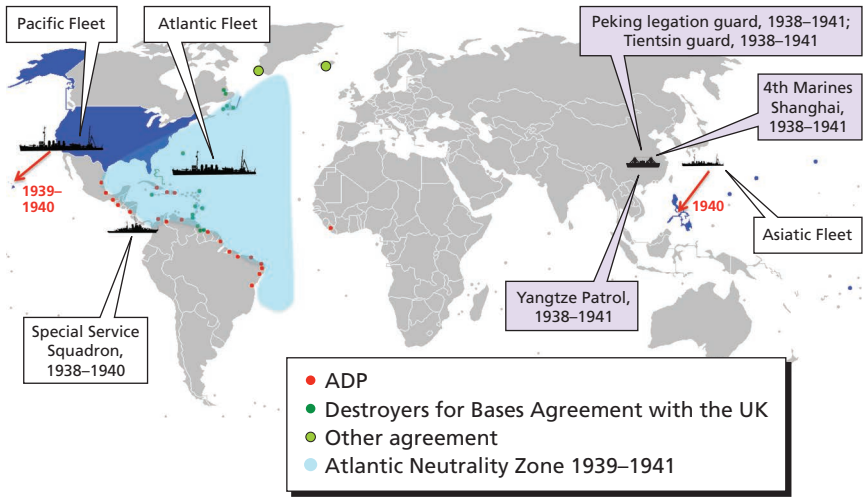 Pacific Fleet
Atlantic Fleet
Peking legation guard, 1938–1941;
Tientsin guard, 1938–1941
4th Marines
Shanghai,
1938–1941
1939–
1940
1940
Asiatic Fleet
Yangtze Patrol,
1938–1941
Special Service
Squadron,
1938–1940
ADP
Destroyers for Bases Agreement with the UK
Other agreement
Atlantic Neutrality Zone 1939–1941